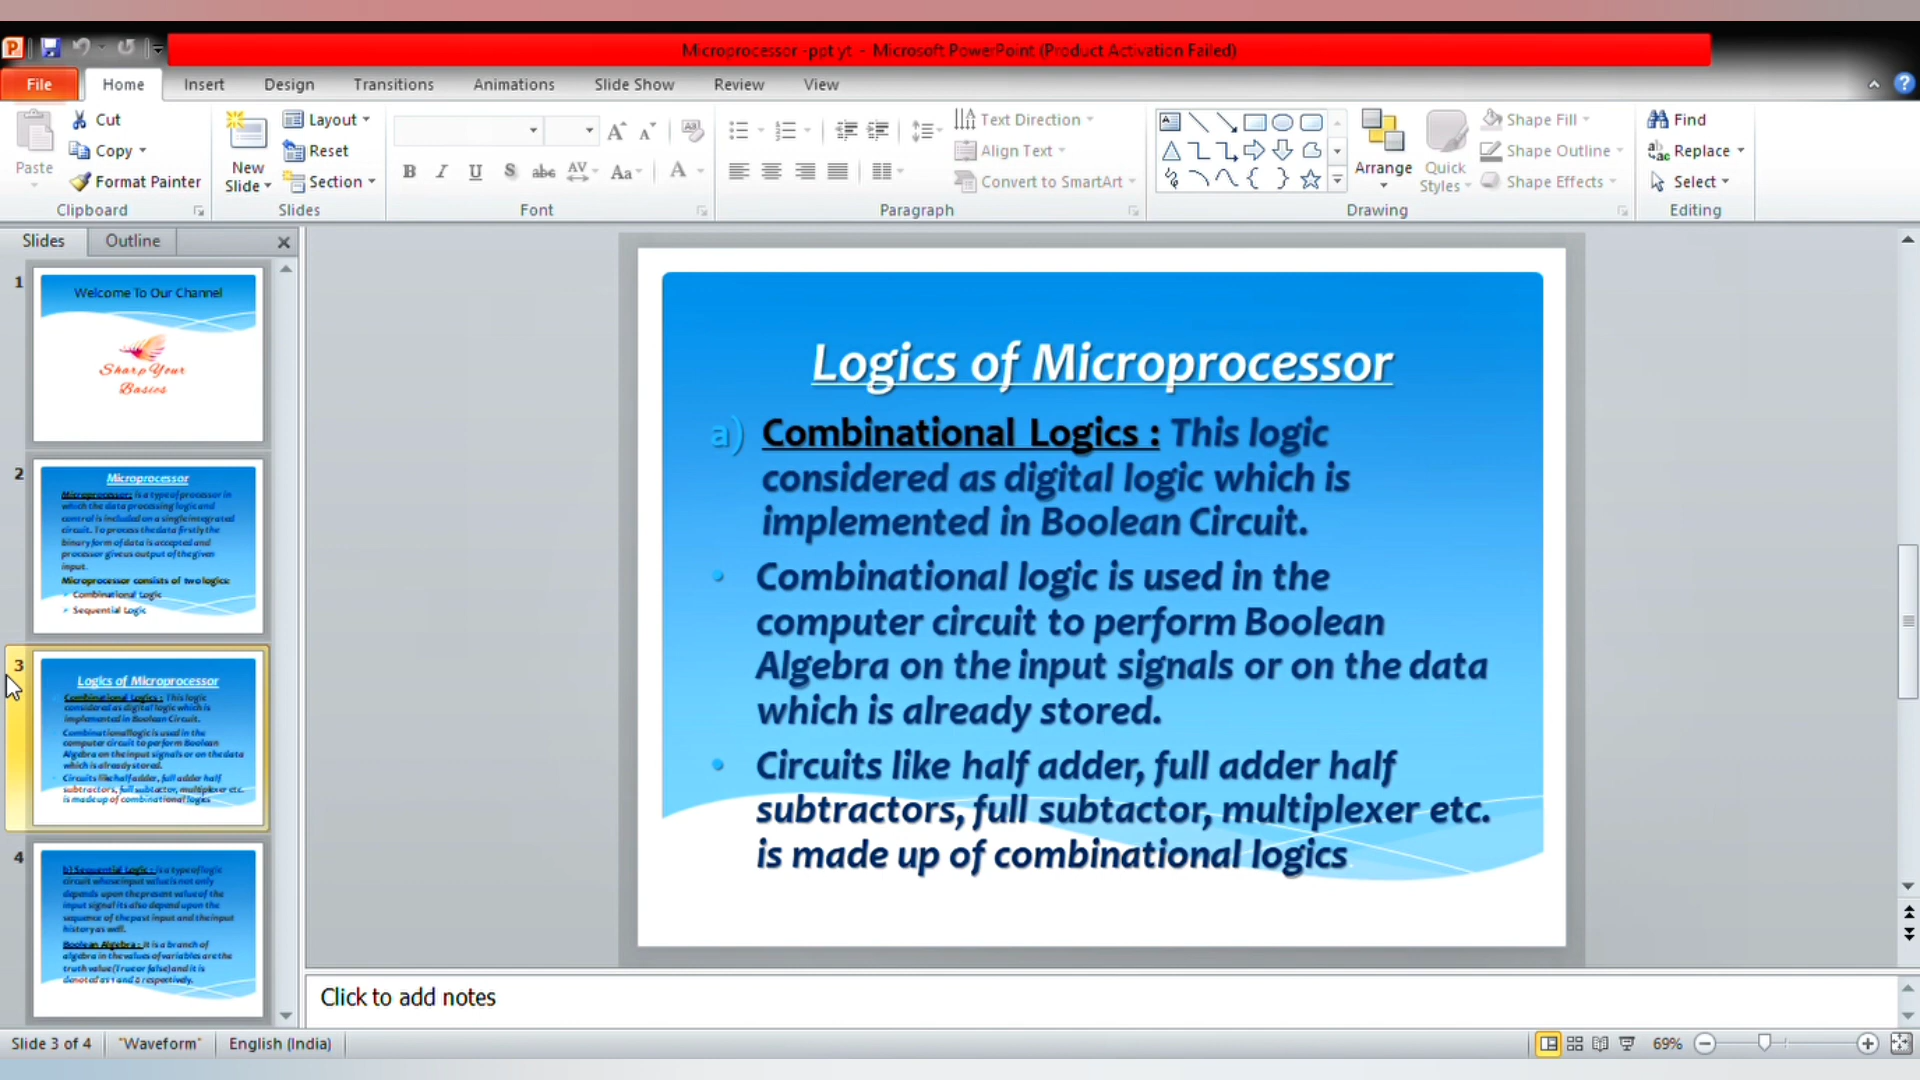 Microprocessor -ppt yt - Microsoft PowerPoint (Product Activation Failed)
File Home Insert Design Transitions Animations Slide Show Review View
Paste
Cut
Copy
Format Painter
Clipboard
New Slide
Layout
Reset
Section
Slides
Font
Text Direction
Align Text
Convert to SmartArt
Paragraph
Arrange
Quick Styles
Shape Fill
Shape Outline
Shape Effects
Drawing
Find
Replace
Select
Editing
Slides Outline
1
Welcome To Our Channel
Sharp Your
Basics
2
Microprocessor
Microprocessor: is a type of processor in
which the data processing logic and
control is included on a single integrated
circuit. To process the data firstly the
binary form of data is accepted and
processor give us output of the given
input.
Microprocessor consists of two logics:
Combinational Logic
Sequential Logic
3
Logics of Microprocessor
Combinational Logics : This logic
considered as digital logic which is
implemented in Boolean Circuit.
Combinational logic is used in the
computer circuit to perform Boolean
Algebra on the input signals or on the data
which is already stored.
Circuits like half adder, full adder half
subtractors, full subtactor, multiplexer etc.
is made up of combinational logics
4
b) Sequential Logic : is a type of logic
circuit whose input value is not only
depends upon the present value of the
input signal its also depend upon the
sequence of the past input and the input
history as well.
Boolean Algebra : It is a branch of
algebra in the values of variables are the
truth value (True or false) and it is
denoted as 1 and 0 respectively.
Logics of Microprocessor
a) Combinational Logics : This logic
considered as digital logic which is
implemented in Boolean Circuit.
• Combinational logic is used in the
computer circuit to perform Boolean
Algebra on the input signals or on the data
which is already stored.
• Circuits like half adder, full adder half
subtractors, full subtactor, multiplexer etc.
is made up of combinational logics
Click to add notes
Slide 3 of 4 "Waveform" English (India) 69%